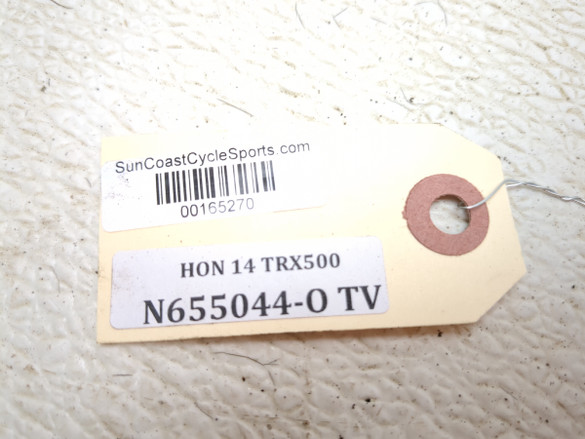 SunCoastCycleSports.com
00165270
HON 14 TRX500
N655044-O TV